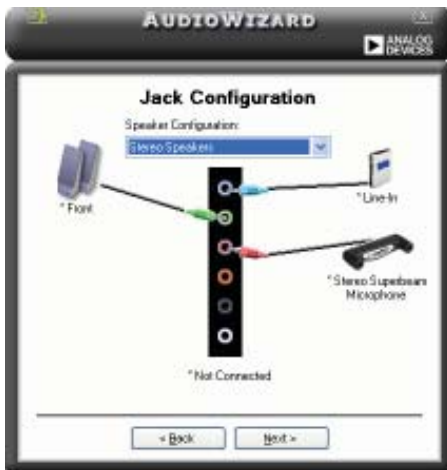 AUDIOWIZARD
ANALOG
DEVICES
Jack Configuration
Speaker Configuration:
Stereo Speakers
* Front
* Line-In
* Stereo Superbeam
Microphone
* Not Connected
< Back
Next >